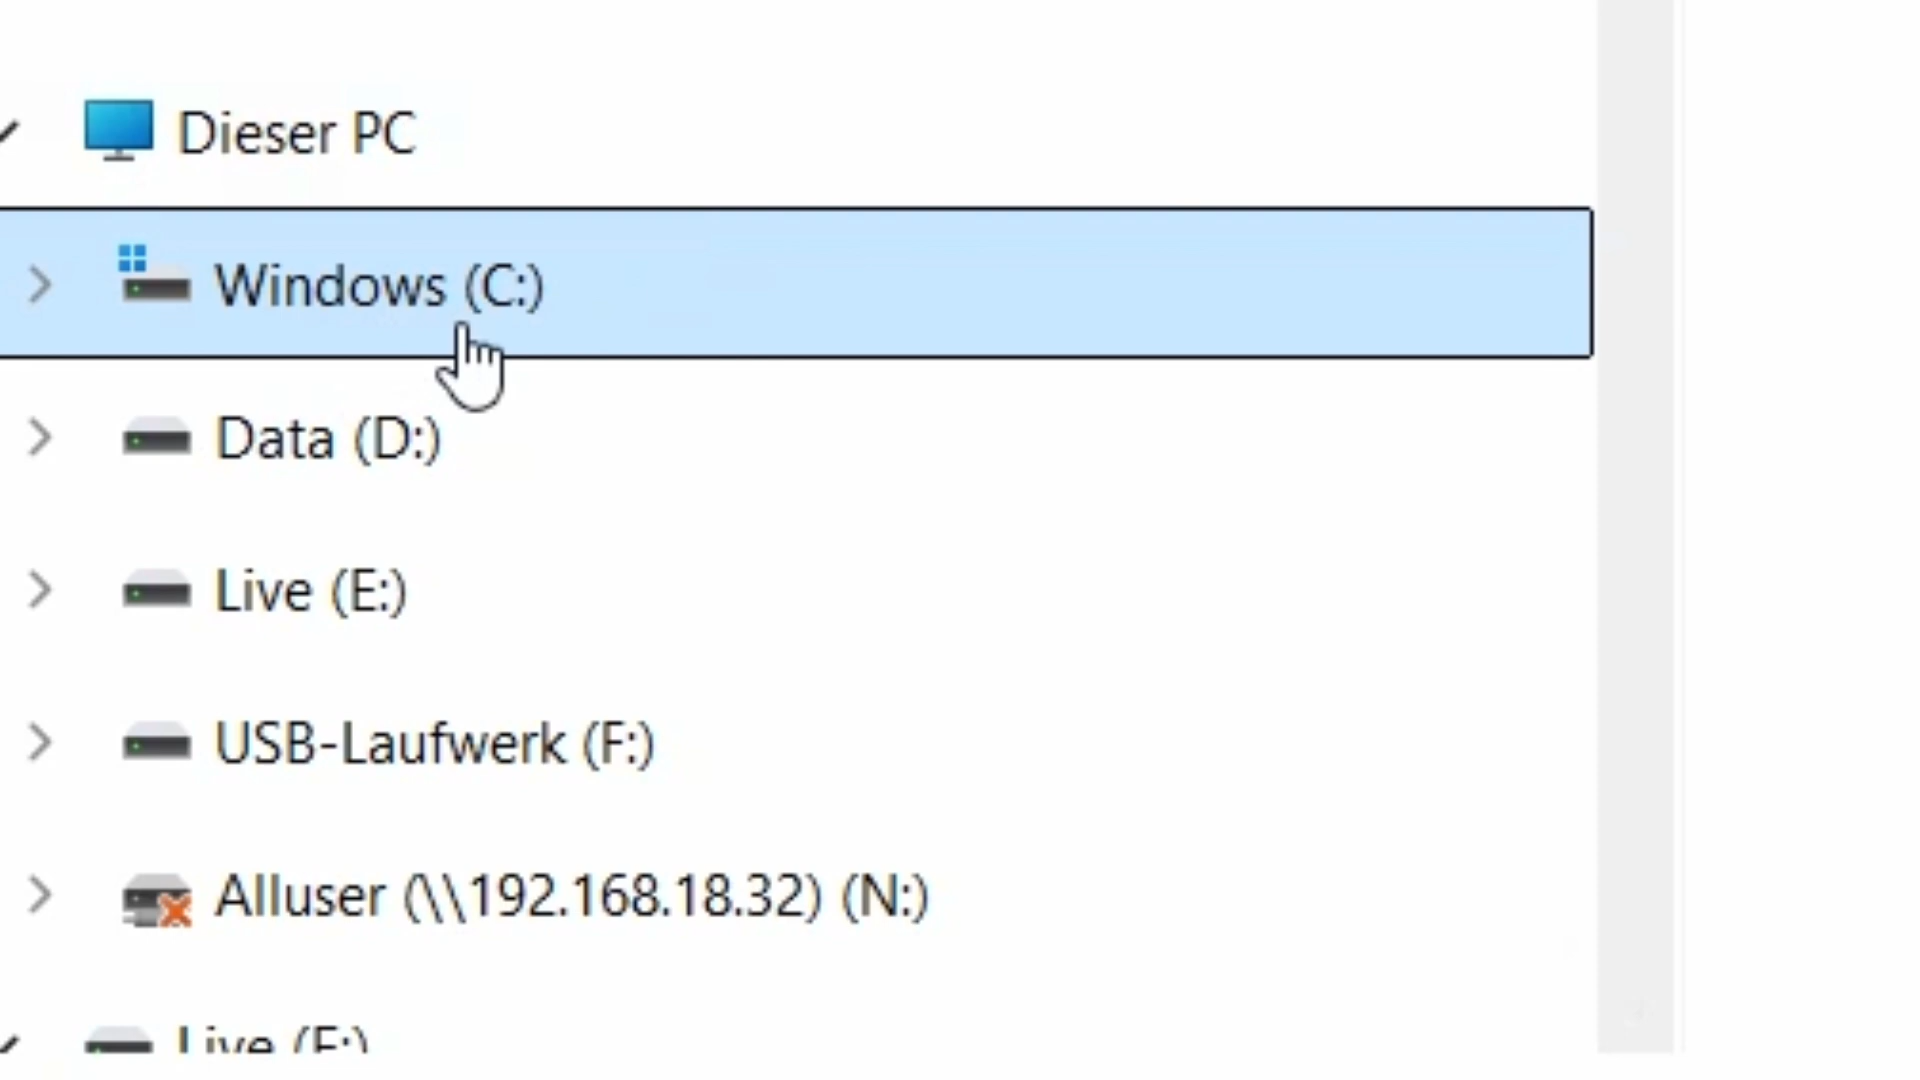 Dieser PC
Windows (C:)
Data (D:)
Live (E:)
USB-Laufwerk (F:)
Alluser (\\192.168.18.32) (N:)
Live (E:)